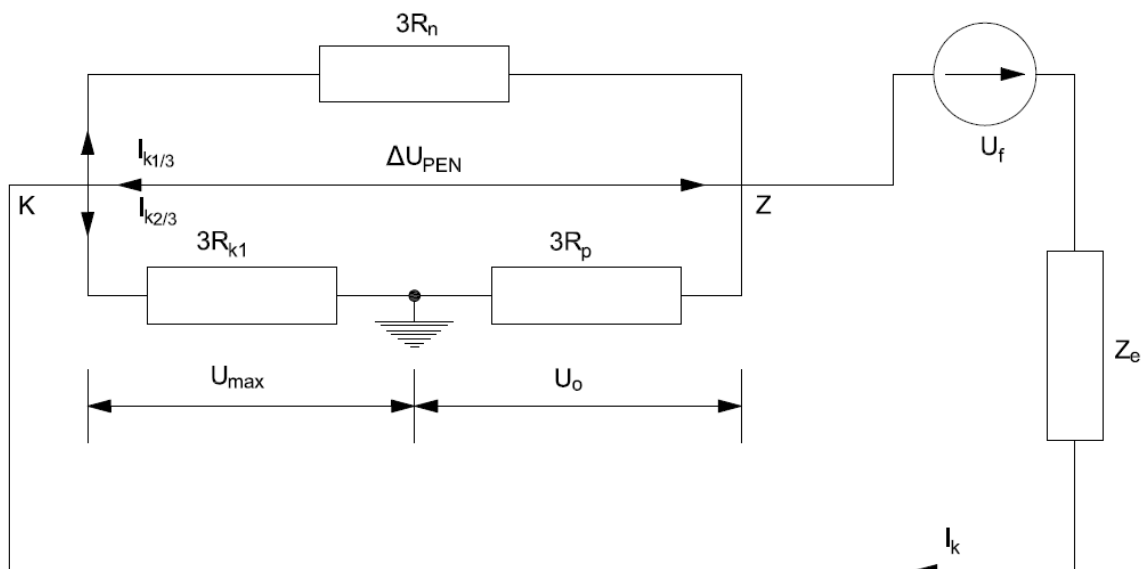 3Rn
Uf
Ik1/3
ΔUPEN
K
Z
Ik2/3
3Rk1
3Rp
Ze
Umax
Uo
Ik